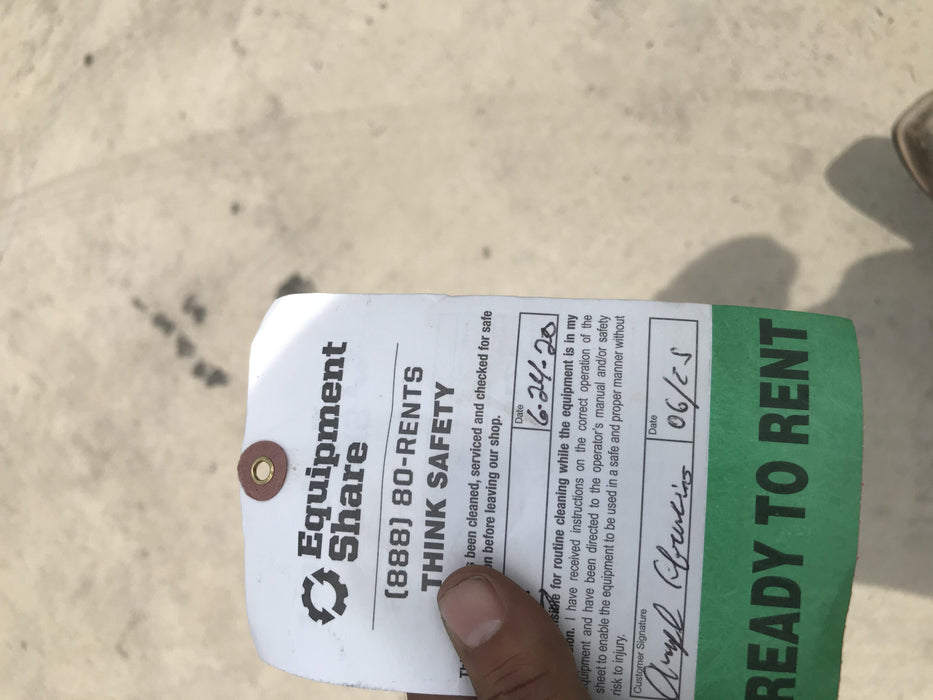 Equipment
Share
(888) 80-RENTS
THINK SAFETY
been cleaned, serviced and checked for safe
before leaving our shop.
Date
6-24-20
for routine cleaning while the equipment is in my
I have received instructions on the correct operation of the
and have been directed to the operator's manual and/or safety
sheet to enable the equipment to be used in a safe and proper manner without
risk to injury.
Customer Signature
Date
06/25
READY TO RENT